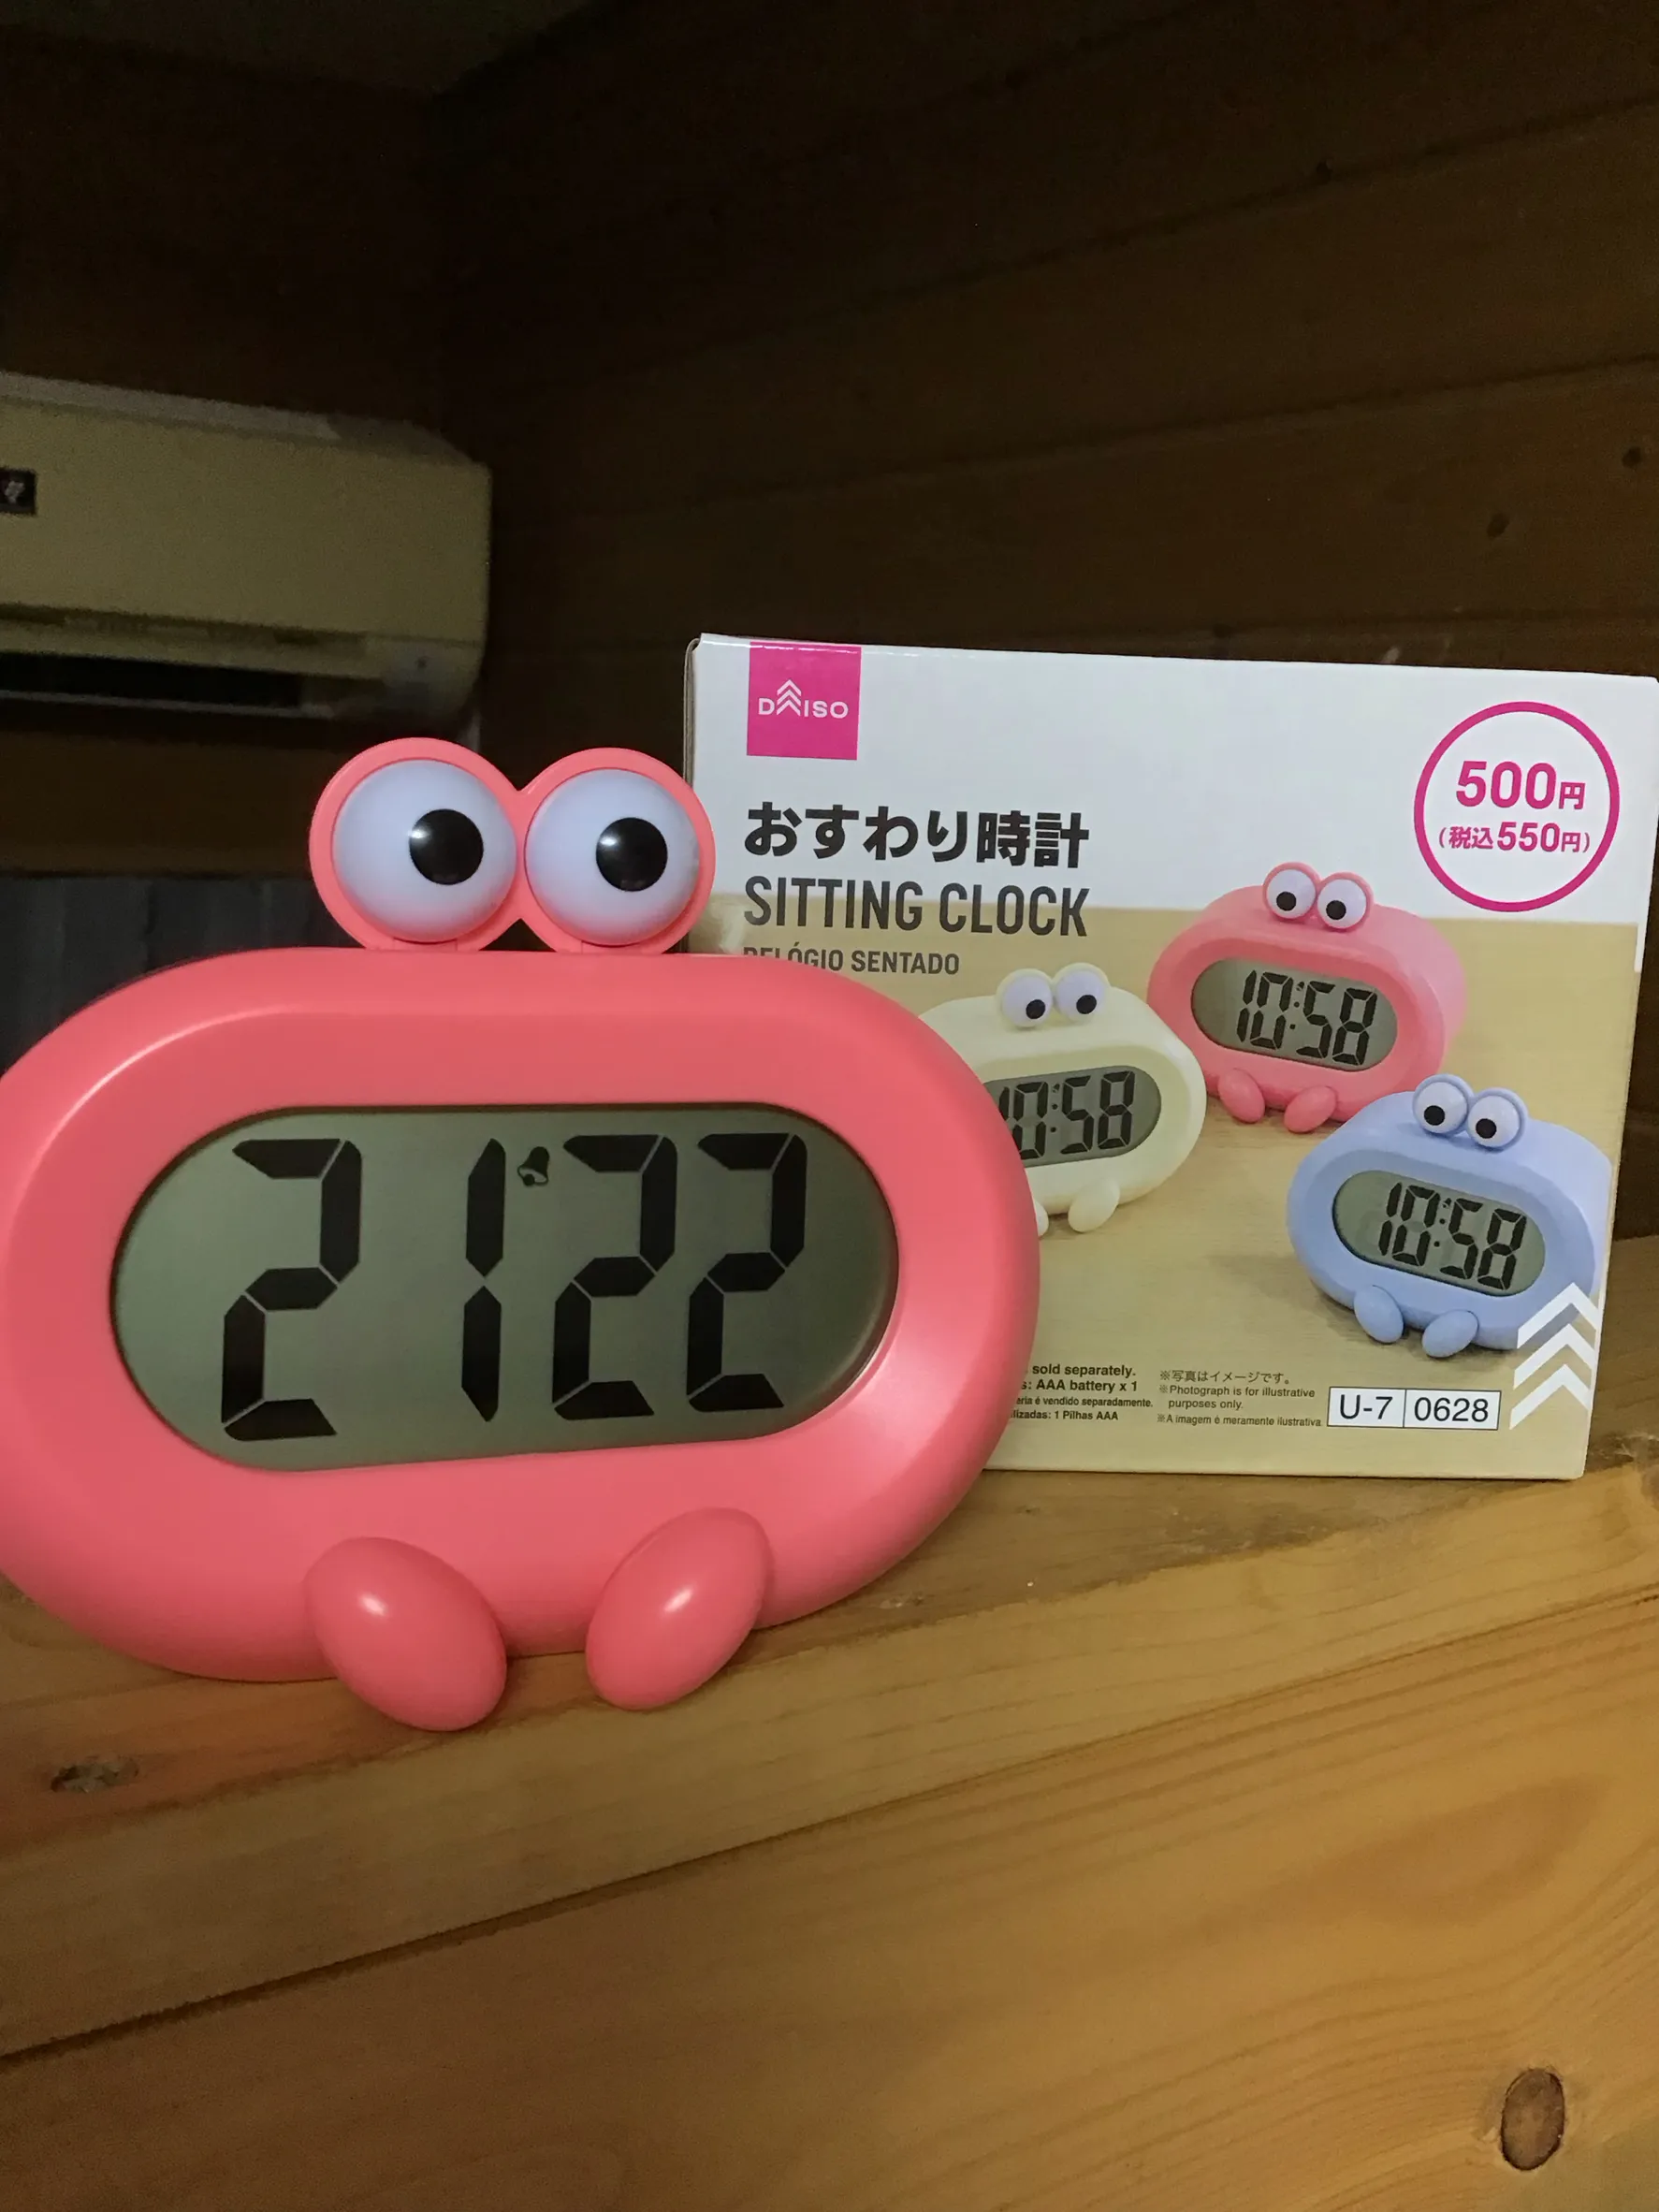 21 22
DAISO
おすわり時計
SITTING CLOCK
RELÓGIO SENTADO
500円
(税込550円)
10:58
10:58
10:58
sold separately.
: AAA battery x 1
é vendido separadamente.
lizadas: 1 Pilhas AAA
※写真はイメージです。
※Photograph is for illustrative
purposes only.
※A imagem é meramente ilustrativa
U-7 0628